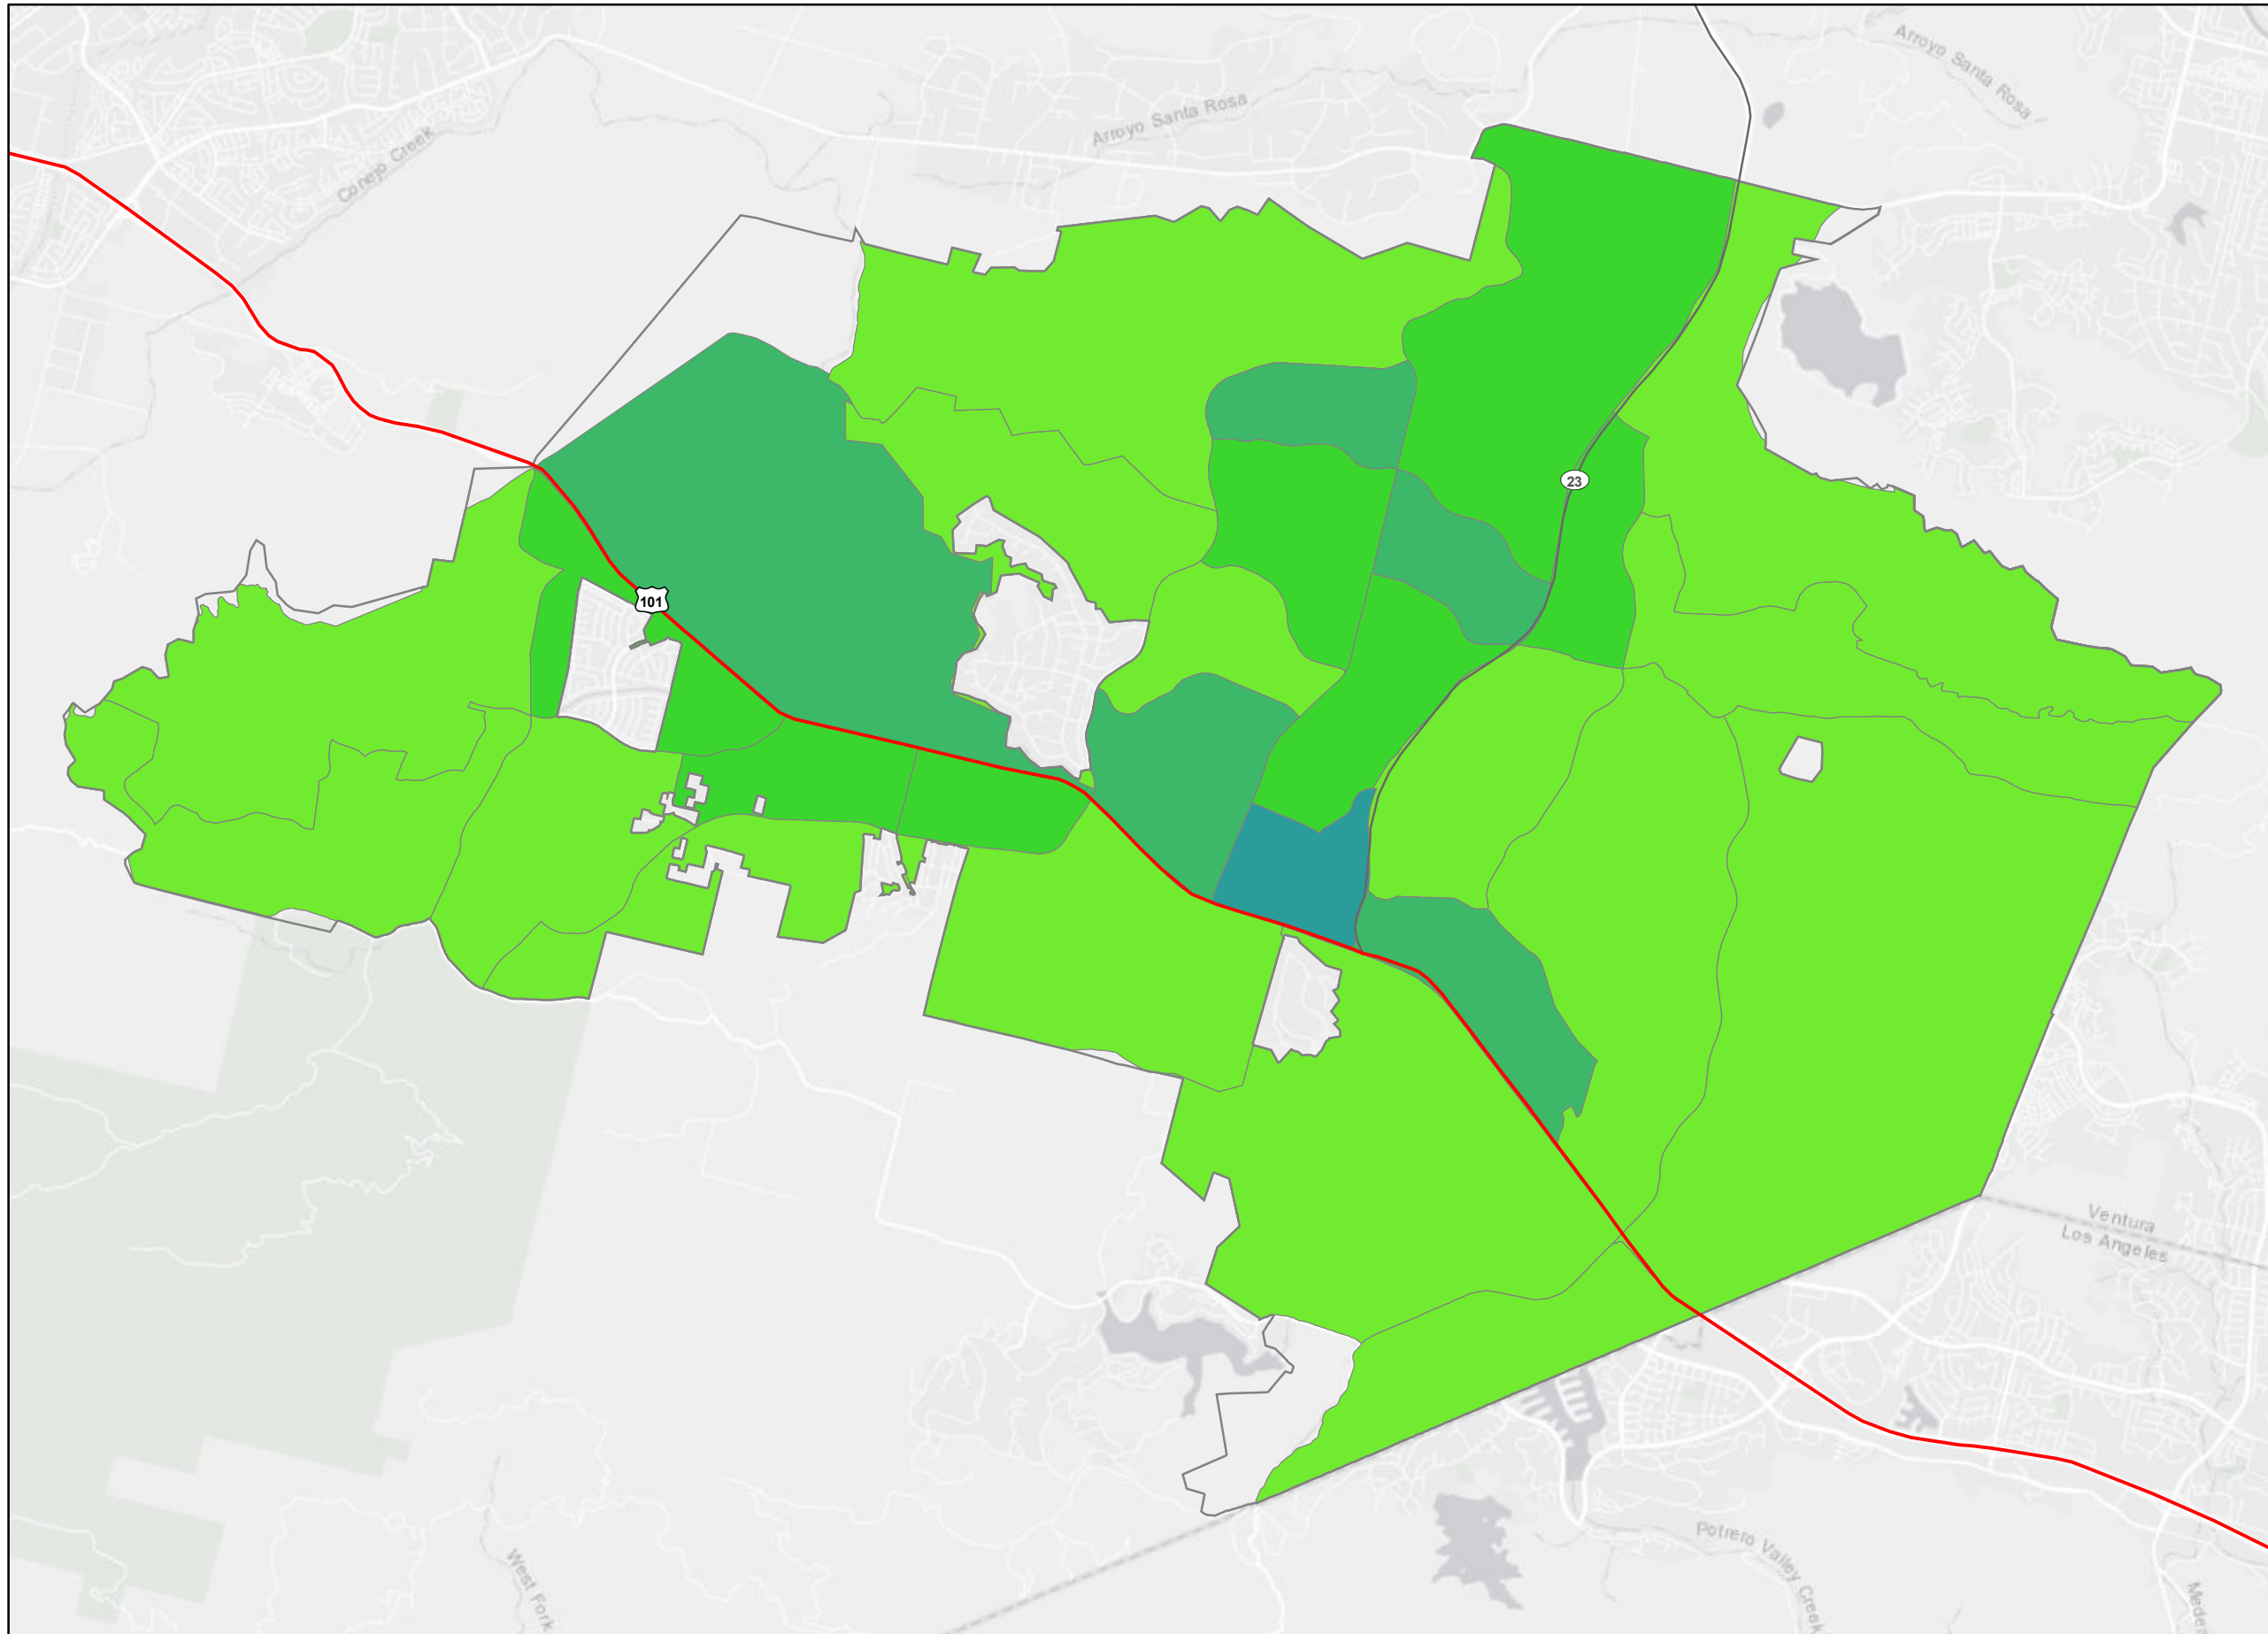 Arroyo Santa Rosa
Arroyo Santa Rosa
Conejo Creek
23
101
Ventura
Los Angeles
Potrero Valley Creek
West Fork